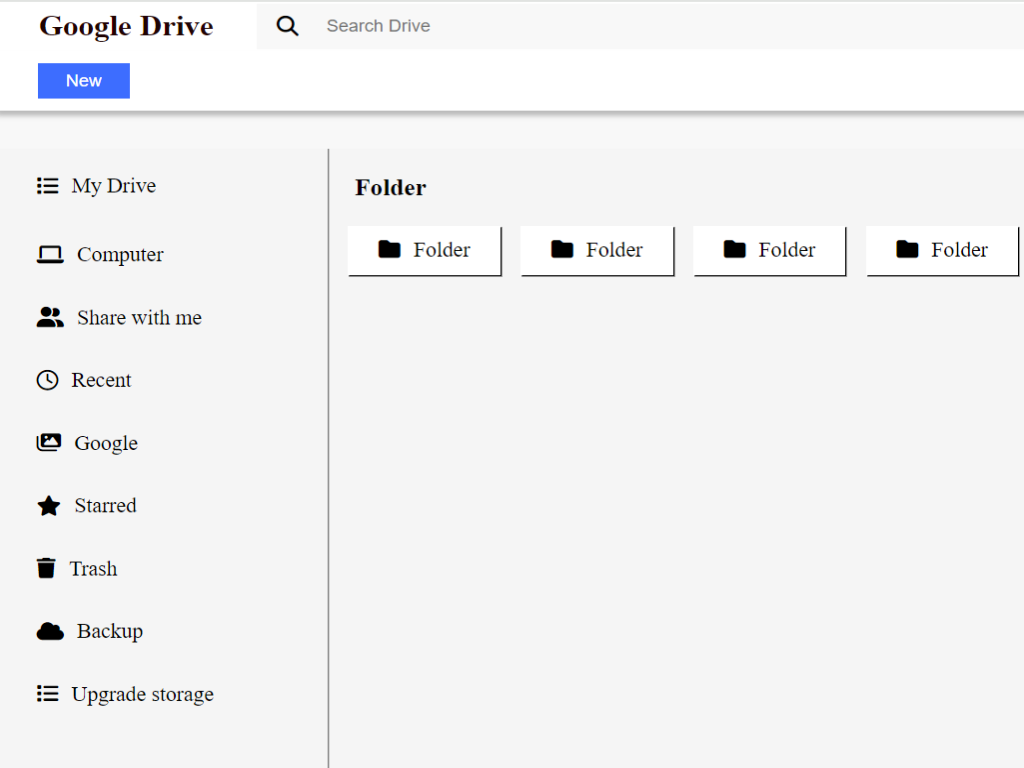 Google Drive
Search Drive
New
My Drive
Computer
Share with me
Recent
Google
Starred
Trash
Backup
Upgrade storage
Folder
Folder Folder Folder Folder